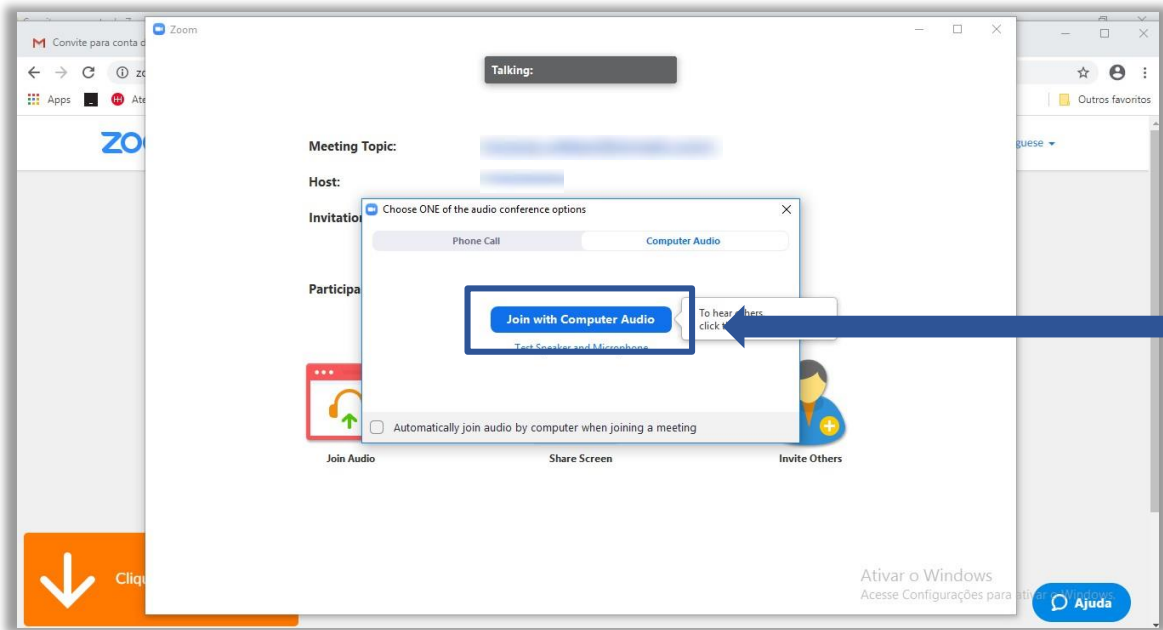 Convite para conta d
Zoom
Talking:
Apps
Ate
Outros favoritos
guese
Meeting Topic:
Host:
Invitation
Choose ONE of the audio conference options
Phone Call
Computer Audio
Participa
Join with Computer Audio
To hear others
click
Test Speaker and Microphone
Automatically join audio by computer when joining a meeting
Join Audio
Share Screen
Invite Others
Cliqu
Ativar o Windows
Acesse Configurações para ativar o Windows.
Ajuda